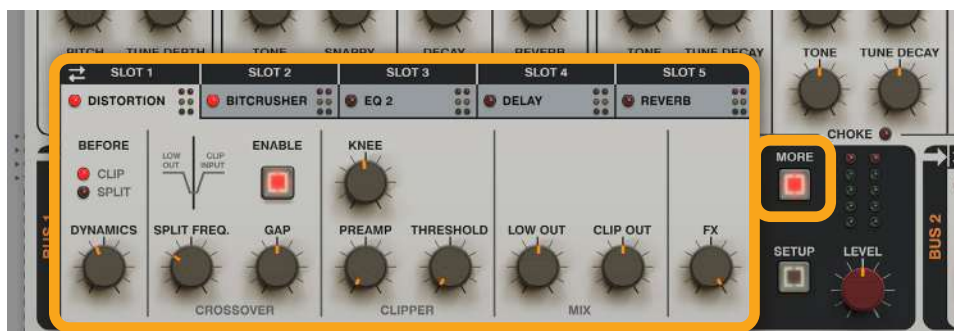 PITCH TUNE DEPTH TONE SNAPPY DECAY REVERB TONE TUNE DECAY TONE TUNE DECAY
SLOT 1 SLOT 2 SLOT 3 SLOT 4 SLOT 5
DISTORTION BITCRUSHER EQ 2 DELAY REVERB
CHOKE
BEFORE LOW OUT CLIP INPUT ENABLE KNEE MORE
CLIP
SPLIT
BUS 1 BUS 2
DYNAMICS SPLIT FREQ. GAP PREAMP THRESHOLD LOW OUT CLIP OUT FX SETUP LEVEL
CROSSOVER CLIPPER MIX